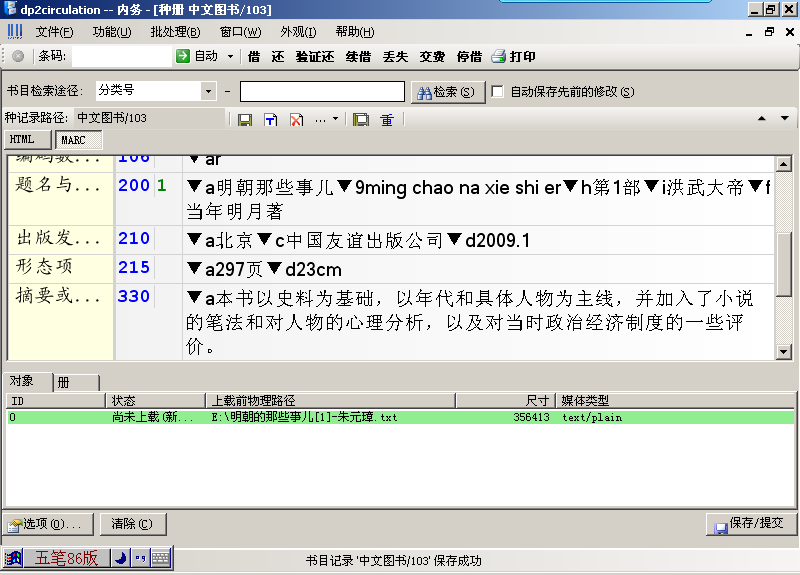 dp2circulation -- 内务 - [种册 中文图书/103]
文件(F) 功能(U) 批处理(B) 窗口(W) 外观(I) 帮助(H)
条码: 自动 借 还 验证还 续借 丢失 交费 停借 打印
书目检索途径: 分类号 - 检索(S) 自动保存先前的修改(S)
种记录路径: 中文图书/103 ... 重
HTML MARC
编码数... 106 ▼ar
题名与... 200 1 ▼a明朝那些事儿▼9ming chao na xie shi er▼h第1部▼i洪武大帝▼f
当年明月著
出版发... 210 ▼a北京▼c中国友谊出版公司▼d2009.1
形态项 215 ▼a297页▼d23cm
摘要或... 330 ▼a本书以史料为基础，以年代和具体人物为主线，并加入了小说
的笔法和对人物的心理分析，以及对当时政治经济制度的一些评
价。
对象 册
ID 状态 上载前物理路径 尺寸 媒体类型
0 尚未上载(新... E:\明朝的那些事儿[1]-朱元璋.txt 356413 text/plain
选项(O)... 清除(C) 保存/提交
五笔86版
书目记录 '中文图书/103' 保存成功